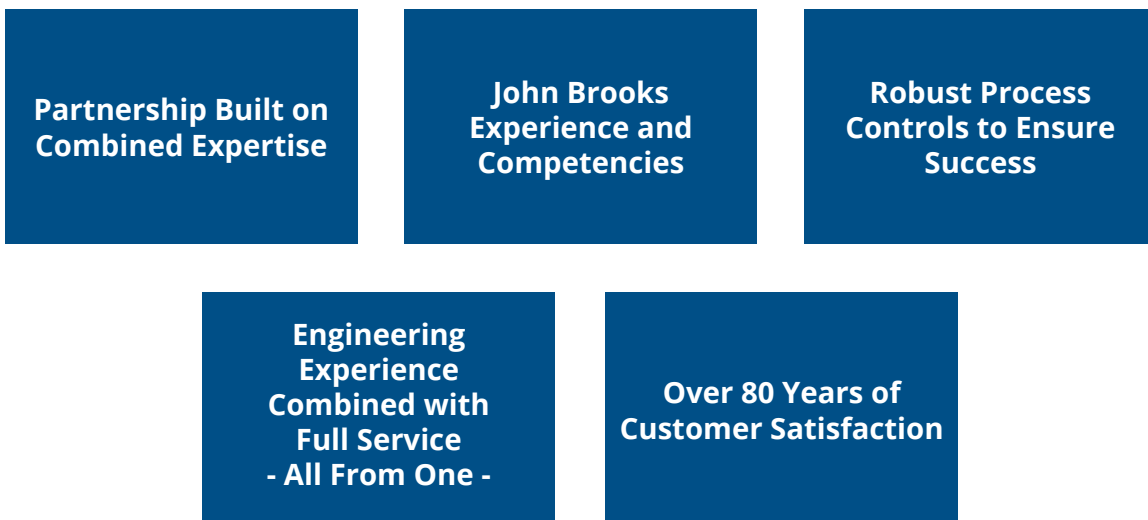 Partnership Built on
Combined Expertise
John Brooks
Experience and
Competencies
Robust Process
Controls to Ensure
Success
Engineering
Experience
Combined with
Full Service
- All From One -
Over 80 Years of
Customer Satisfaction